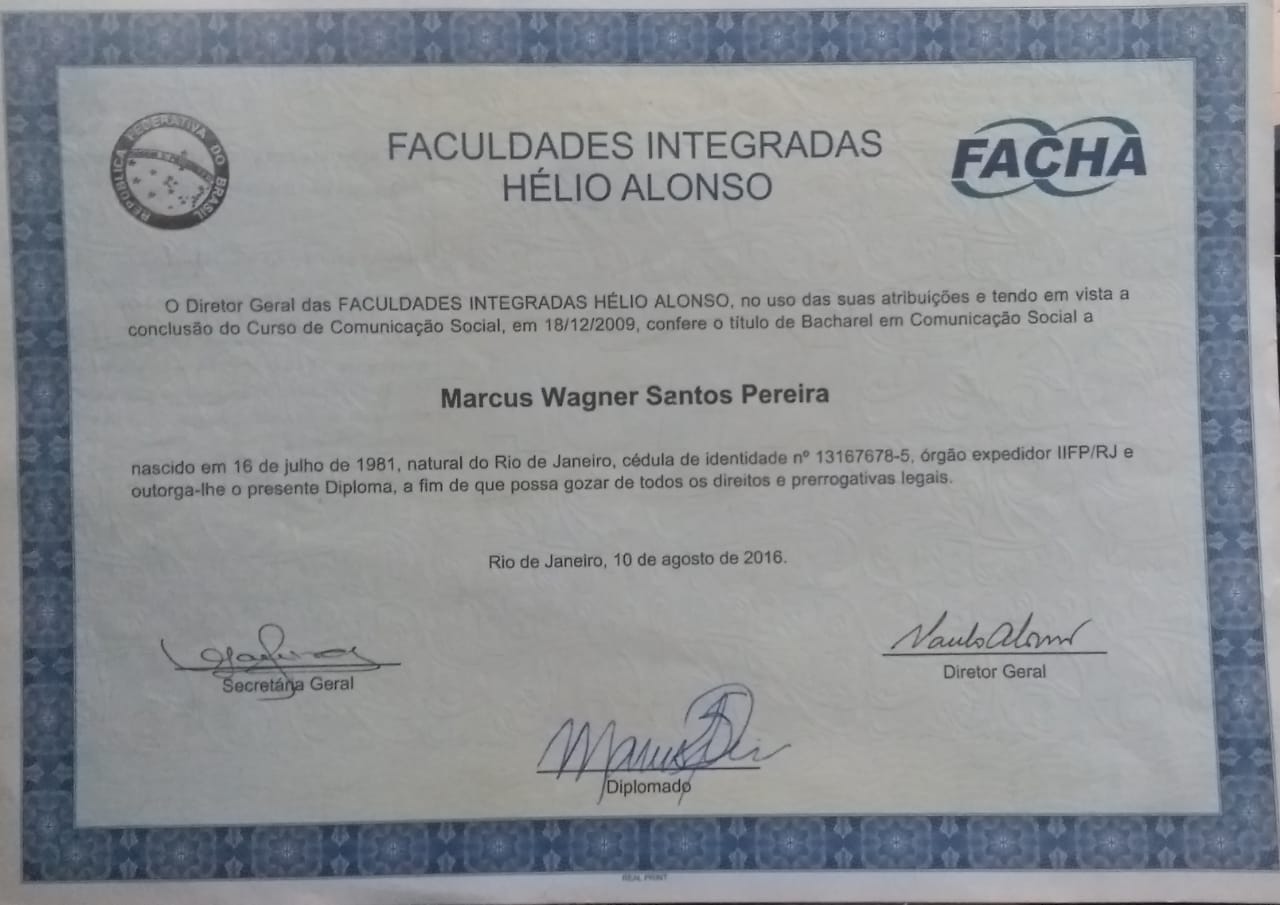 REPÚBLICA FEDERATIVA DO BRASIL
FACULDADES INTEGRADAS
HÉLIO ALONSO
FACHA
O Diretor Geral das FACULDADES INTEGRADAS HÉLIO ALONSO, no uso das suas atribuições e tendo em vista a
conclusão do Curso de Comunicação Social, em 18/12/2009, confere o título de Bacharel em Comunicação Social a
Marcus Wagner Santos Pereira
nascido em 16 de julho de 1981, natural do Rio de Janeiro, cédula de identidade nº 13167678-5, órgão expedidor IIFP/RJ e
outorga-lhe o presente Diploma, a fim de que possa gozar de todos os direitos e prerrogativas legais.
Rio de Janeiro, 10 de agosto de 2016.
Secretária Geral
Diretor Geral
Diplomado
REAL PRINT